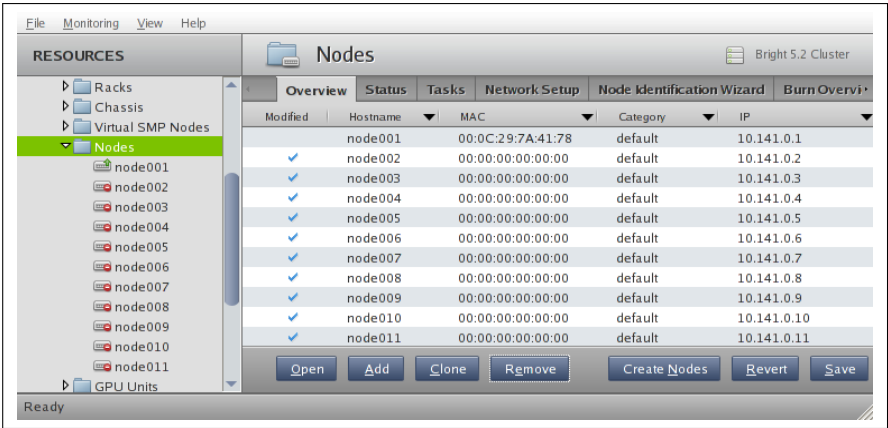 File Monitoring View Help
RESOURCES
Racks
Chassis
Virtual SMP Nodes
Nodes
node001
node002
node003
node004
node005
node006
node007
node008
node009
node010
node011
GPU Units
Nodes
Bright 5.2 Cluster
Overview Status Tasks Network Setup Node Identification Wizard Burn Overvi
Modified Hostname MAC Category IP
node001 00:0C:29:7A:41:78 default 10.141.0.1
node002 00:00:00:00:00:00 default 10.141.0.2
node003 00:00:00:00:00:00 default 10.141.0.3
node004 00:00:00:00:00:00 default 10.141.0.4
node005 00:00:00:00:00:00 default 10.141.0.5
node006 00:00:00:00:00:00 default 10.141.0.6
node007 00:00:00:00:00:00 default 10.141.0.7
node008 00:00:00:00:00:00 default 10.141.0.8
node009 00:00:00:00:00:00 default 10.141.0.9
node010 00:00:00:00:00:00 default 10.141.0.10
node011 00:00:00:00:00:00 default 10.141.0.11
Open Add Clone Remove Create Nodes Revert Save
Ready